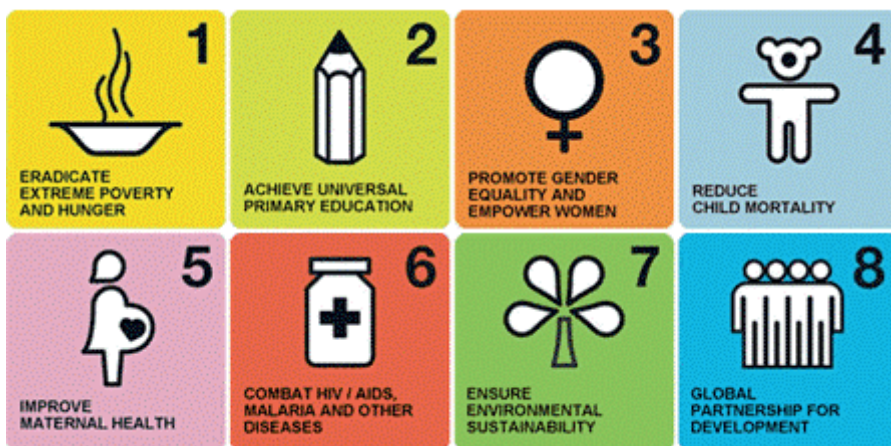 1
ERADICATE
EXTREME POVERTY
AND HUNGER
2
ACHIEVE UNIVERSAL
PRIMARY EDUCATION
3
PROMOTE GENDER
EQUALITY AND
EMPOWER WOMEN
4
REDUCE
CHILD MORTALITY
5
IMPROVE
MATERNAL HEALTH
6
COMBAT HIV / AIDS,
MALARIA AND OTHER
DISEASES
7
ENSURE
ENVIRONMENTAL
SUSTAINABILITY
8
GLOBAL
PARTNERSHIP FOR
DEVELOPMENT